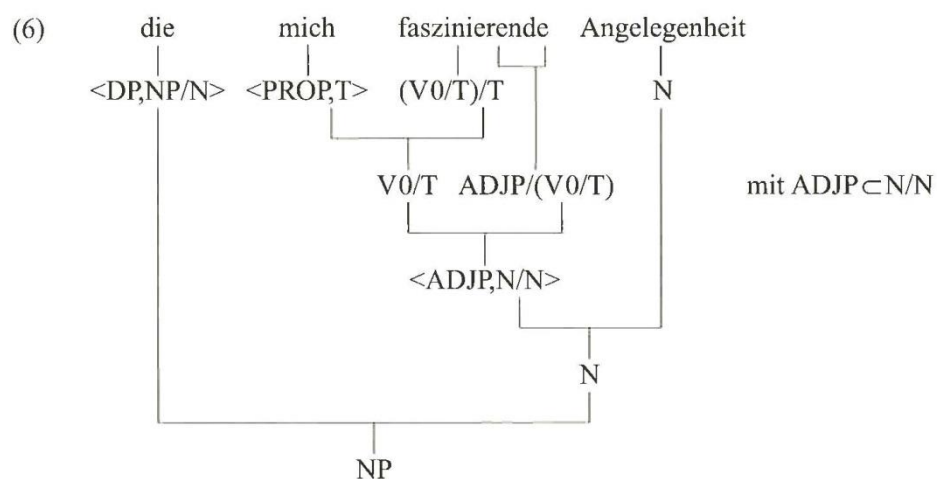 (6) die mich faszinierende Angelegenheit
<DP,NP/N> <PROP,T> (V0/T)/T N
V0/T ADJP/(V0/T) mit ADJP⊂N/N
<ADJP,N/N>
N
NP